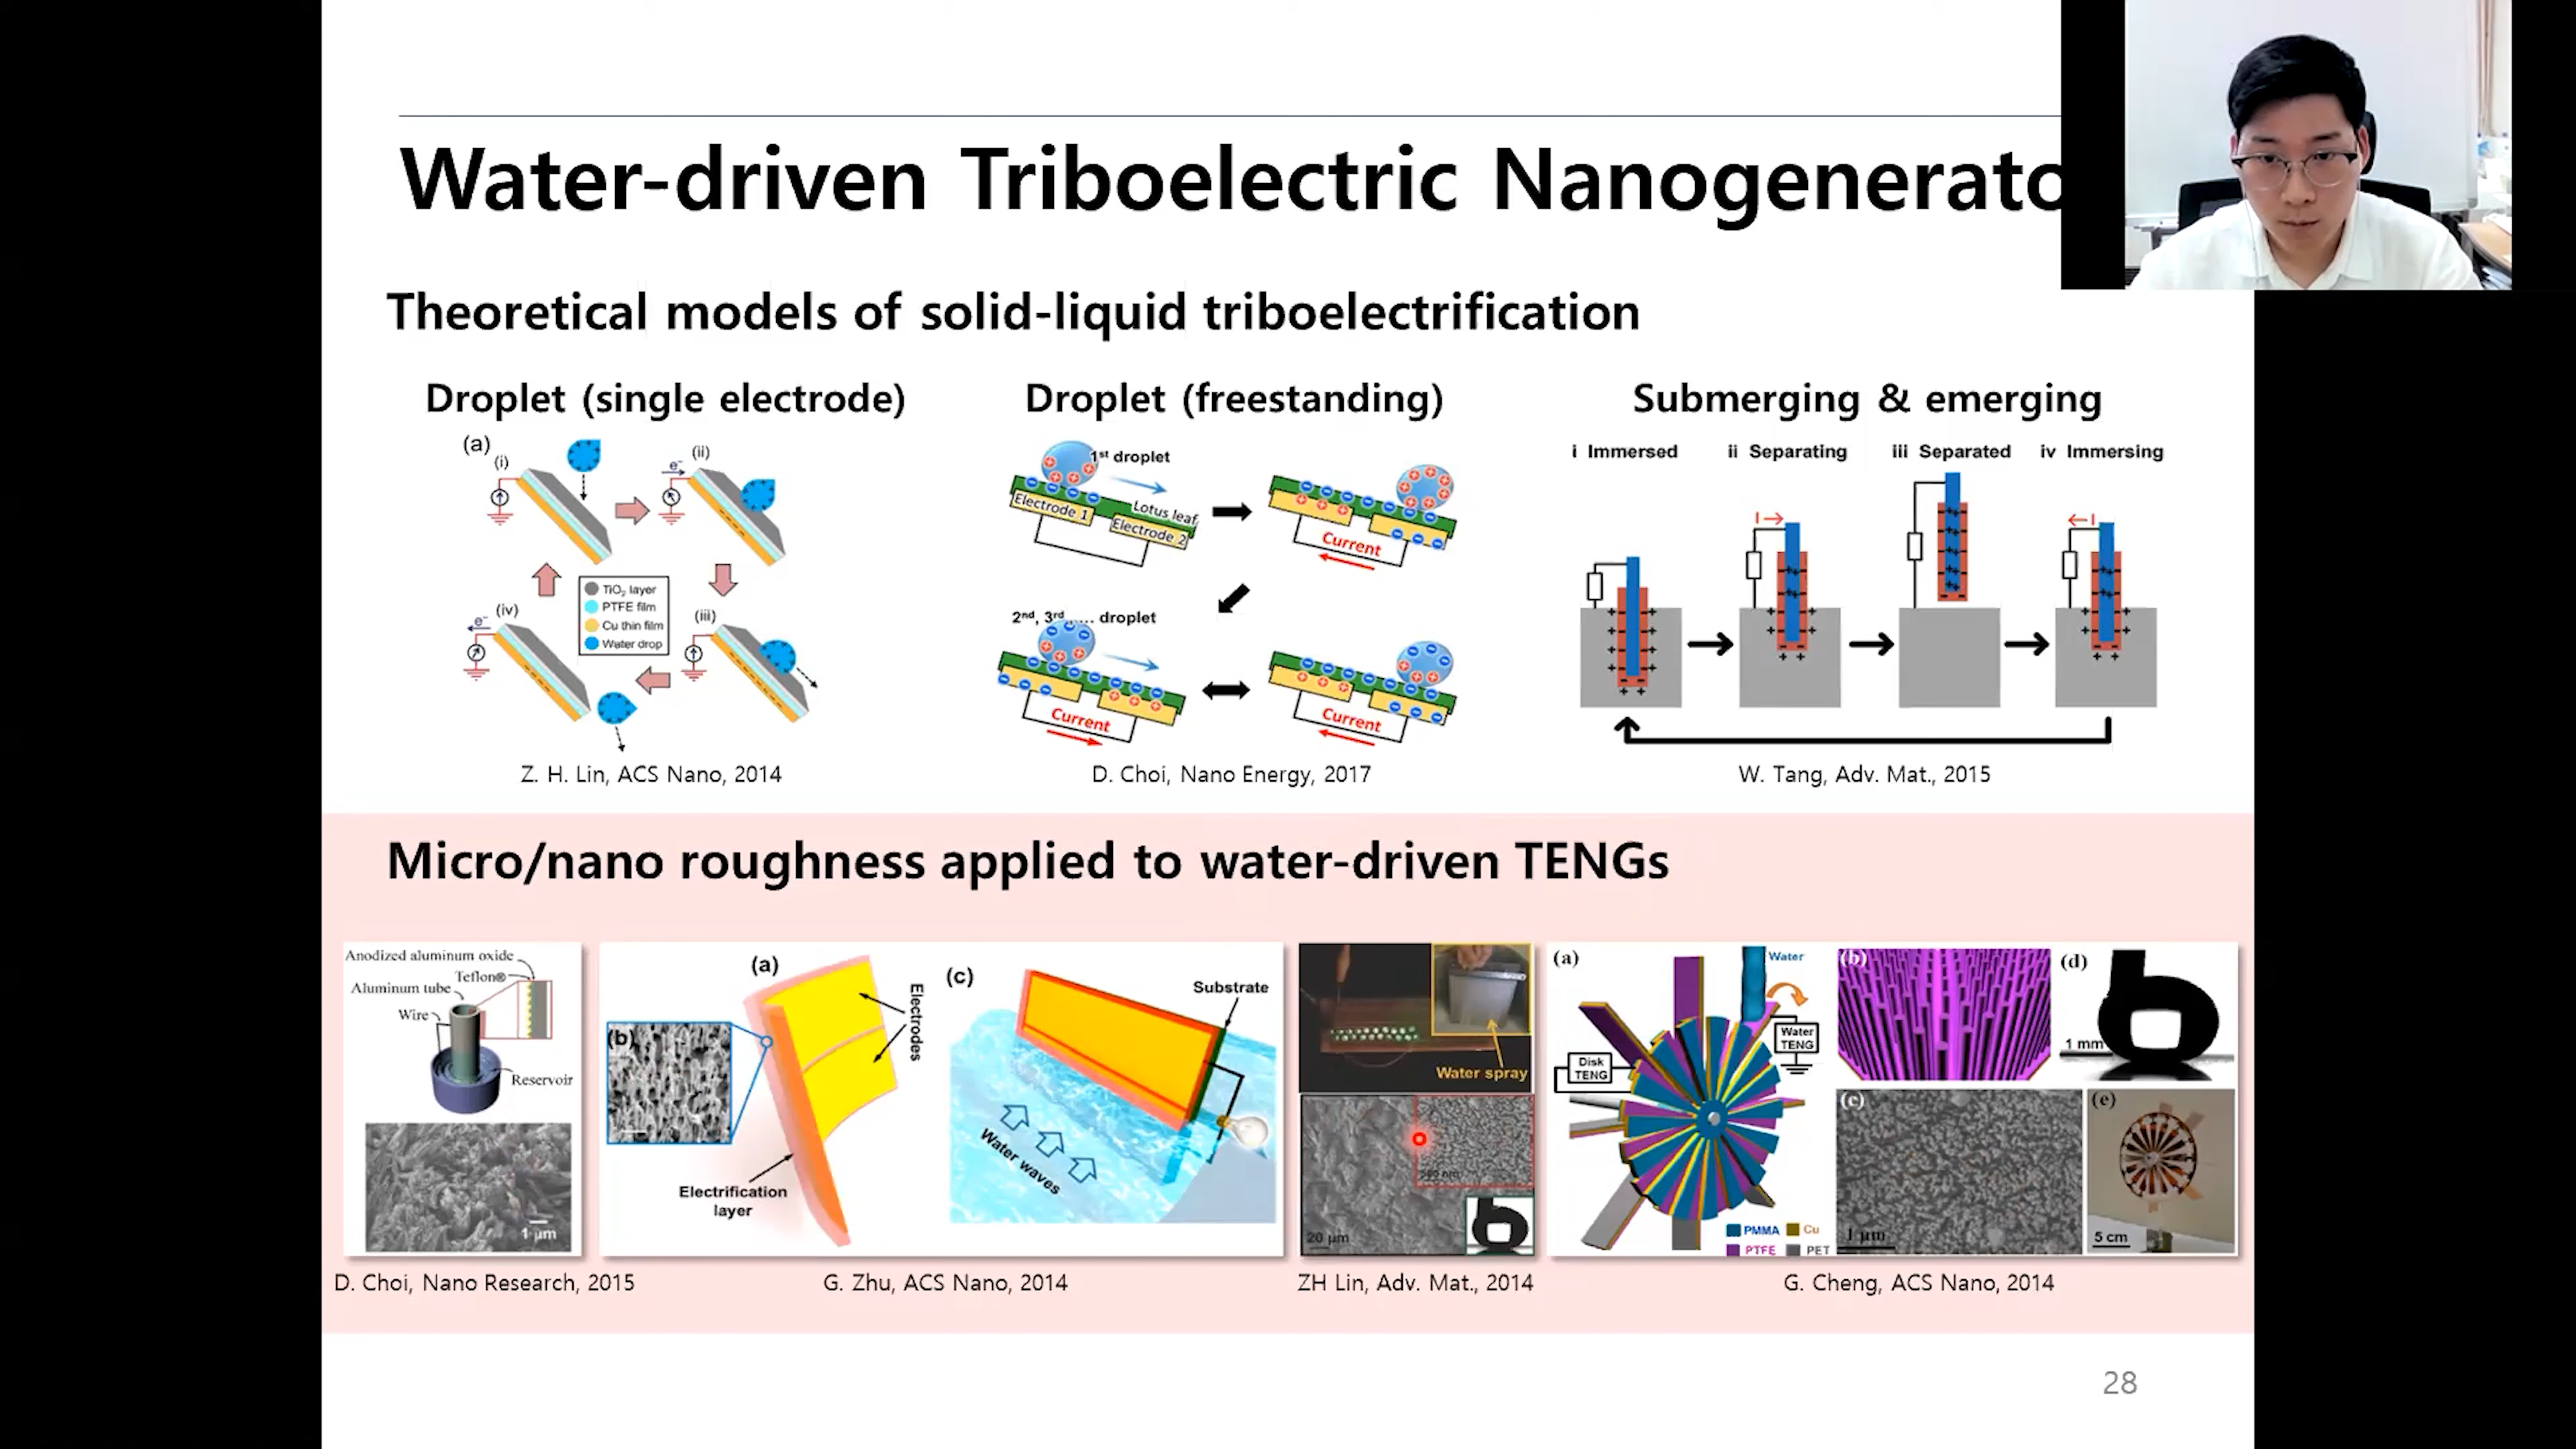 Water-driven Triboelectric Nanogenerato
Theoretical models of solid-liquid triboelectrification
Droplet (single electrode)
(a)
(i)
(ii)
e-
TiO2 layer
PTFE film
Cu thin film
Water drop
(iv)
e-
(iii)
Z. H. Lin, ACS Nano, 2014
Droplet (freestanding)
1st droplet
Electrode 1
Lotus leaf
Electrode 2
Current
2nd, 3rd, ... droplet
Current
Current
D. Choi, Nano Energy, 2017
Submerging & emerging
i Immersed
ii Separating
iii Separated
iv Immersing
I
I
W. Tang, Adv. Mat., 2015
Micro/nano roughness applied to water-driven TENGs
Anodized aluminum oxide
Teflon®
Aluminum tube
Wire
Reservoir
1 μm
D. Choi, Nano Research, 2015
(a)
(b)
Electrodes
Electrification
layer
(c)
Substrate
Water waves
G. Zhu, ACS Nano, 2014
Water spray
500 nm
20 μm
ZH Lin, Adv. Mat., 2014
(a)
Water
Water
TENG
Disk
TENG
PMMA
Cu
PTFE
PET
(b)
(d)
1 mm
(c)
1 μm
(e)
5 cm
G. Cheng, ACS Nano, 2014
28